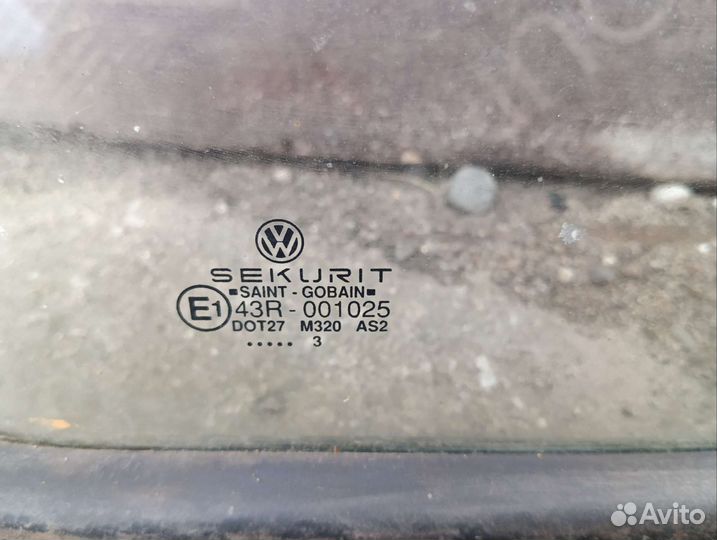 SEKURIT
SAINT - GOBAIN
E1 43R - 001025
DOT27 M320 AS2
..... 3
Avito